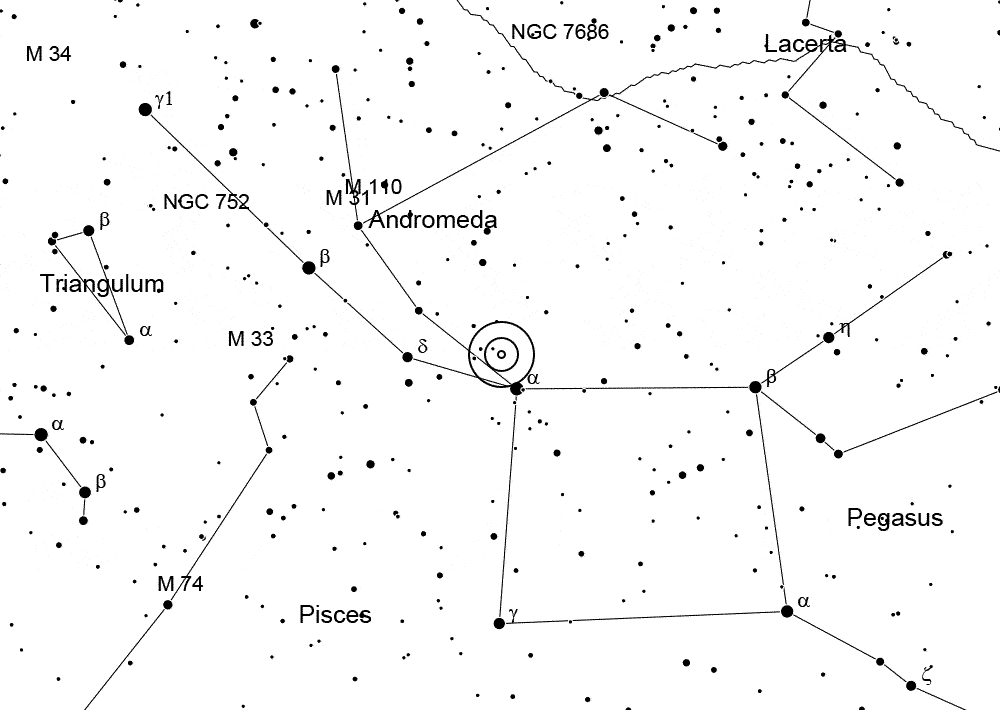 NGC 7686
Lacerta
M 34
γ1
M 110
M 31
NGC 752
Andromeda
β
β
Triangulum
α
M 33
δ
η
α
β
α
β
Pegasus
M 74
Pisces
γ
α
ζ